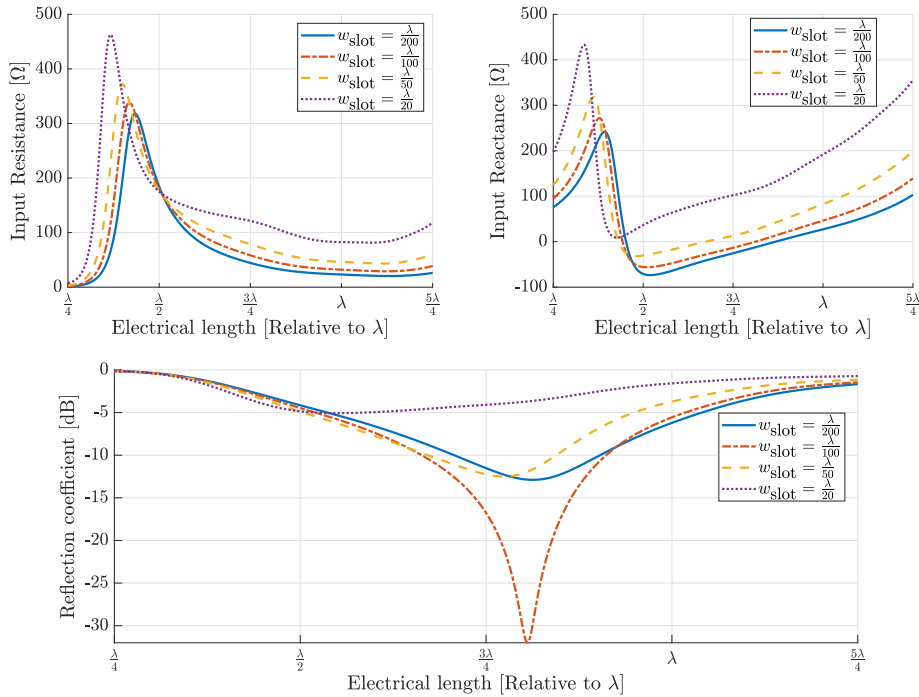 500
400
300
200
100
0
Input Resistance [Ω]
λ/4
λ/2
3λ/4
λ
5λ/4
Electrical length [Relative to λ]
w_slot = λ/200
w_slot = λ/100
w_slot = λ/50
w_slot = λ/20
500
400
300
200
100
0
-100
Input Reactance [Ω]
λ/4
λ/2
3λ/4
λ
5λ/4
Electrical length [Relative to λ]
w_slot = λ/200
w_slot = λ/100
w_slot = λ/50
w_slot = λ/20
0
-5
-10
-15
-20
-25
-30
Reflection coefficient [dB]
λ/4
λ/2
3λ/4
λ
5λ/4
Electrical length [Relative to λ]
w_slot = λ/200
w_slot = λ/100
w_slot = λ/50
w_slot = λ/20